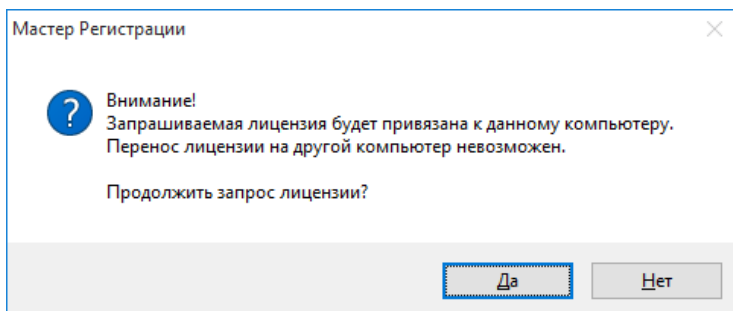 Мастер Регистрации
Внимание!
Запрашиваемая лицензия будет привязана к данному компьютеру.
Перенос лицензии на другой компьютер невозможен.
Продолжить запрос лицензии?
Да
Нет